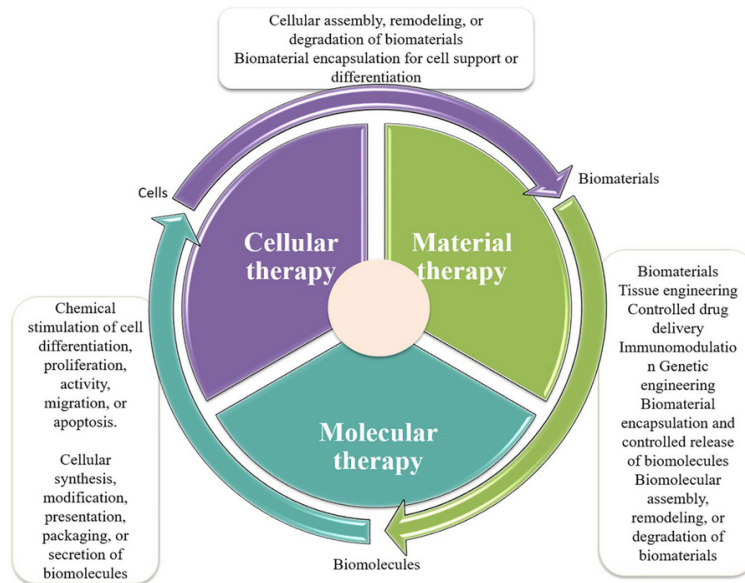 Cellular assembly, remodeling, or
degradation of biomaterials
Biomaterial encapsulation for cell support or
differentiation
Cells
Biomaterials
Cellular
therapy
Material
therapy
Molecular
therapy
Chemical
stimulation of cell
differentiation,
proliferation,
activity,
migration, or
apoptosis.
Cellular
synthesis,
modification,
presentation,
packaging, or
secretion of
biomolecules
Biomaterials
Tissue engineering
Controlled drug
delivery
Immunomodulatio
n Genetic
engineering
Biomaterial
encapsulation and
controlled release
of biomolecules
Biomolecular
assembly,
remodeling, or
degradation of
biomaterials
Biomolecules